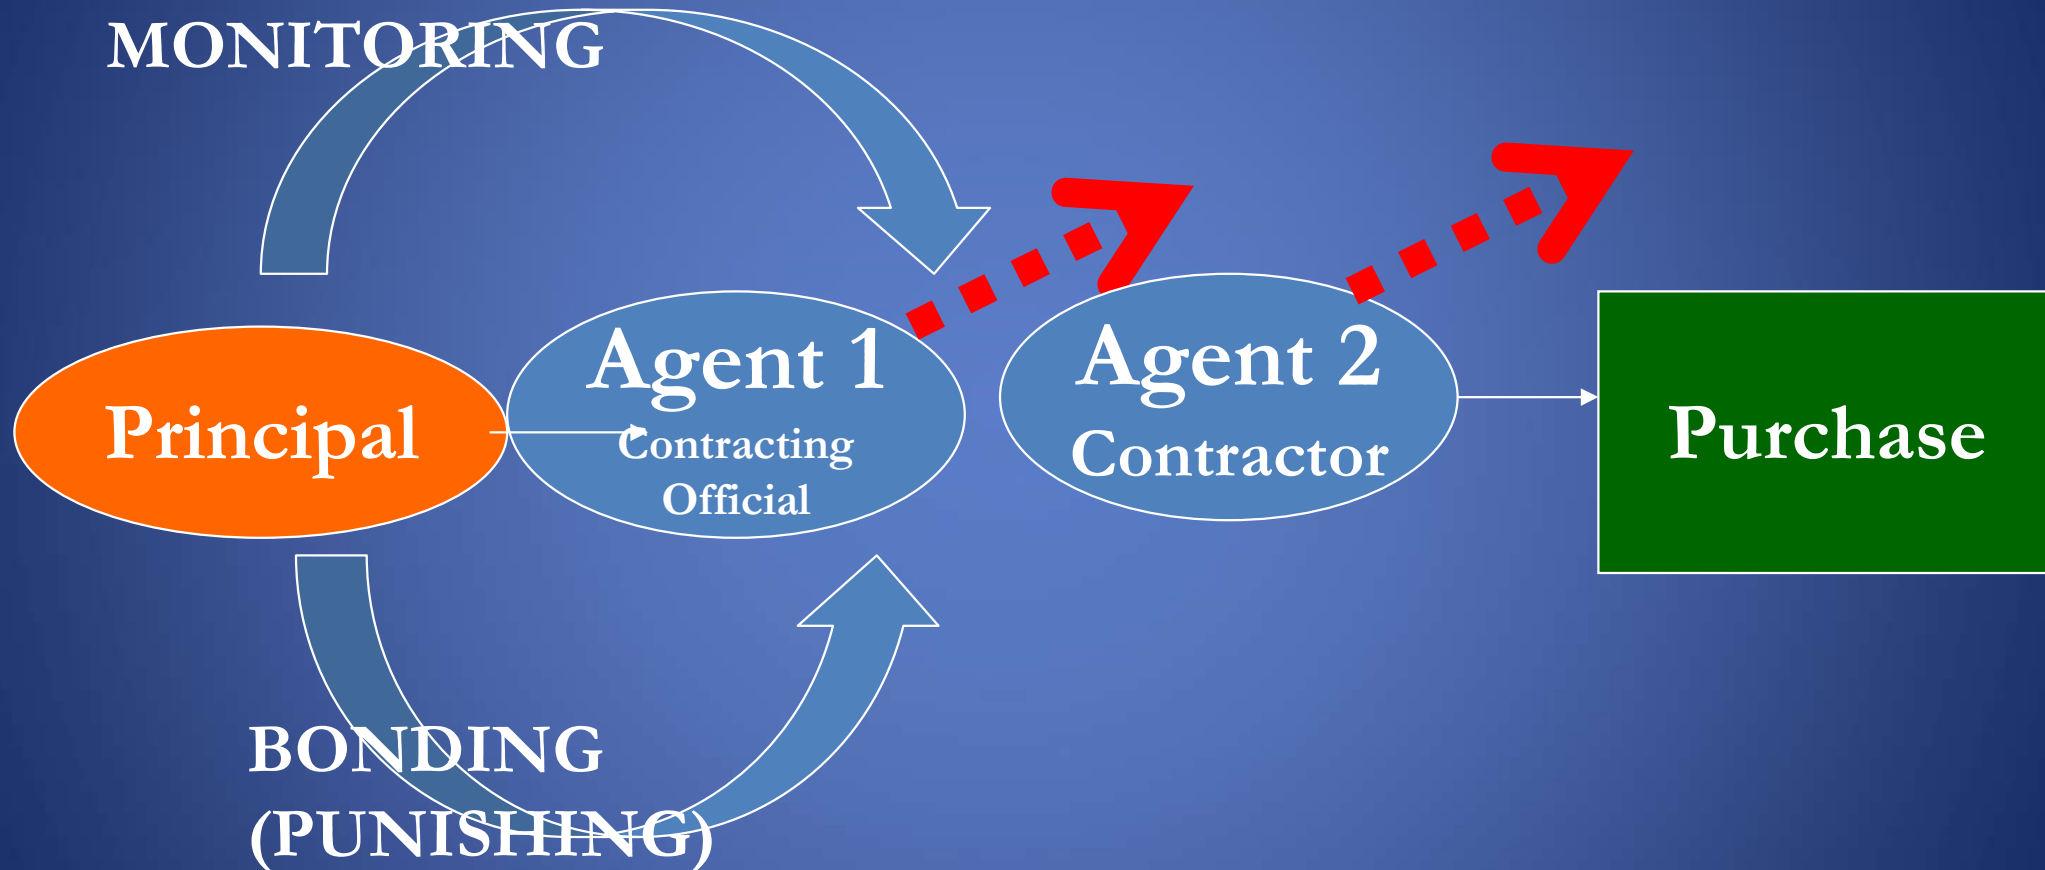 MONITORING
Principal
Agent 1
Contracting
Official
Agent 2
Contractor
Purchase
BONDING
(PUNISHING)